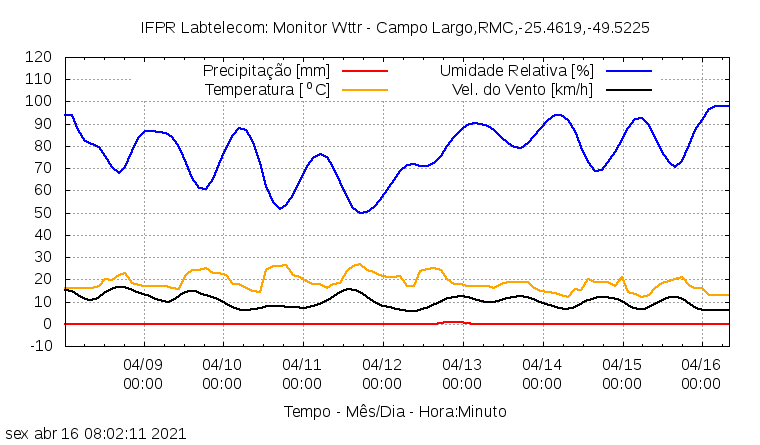 IFPR Labtelecom: Monitor Wttr - Campo Largo,RMC,-25.4619,-49.5225
120
110
100
90
80
70
60
50
40
30
20
10
0
-10
Precipitação [mm]
Temperatura [⁰C]
Umidade Relativa [%]
Vel. do Vento [km/h]
04/09 04/10 04/11 04/12 04/13 04/14 04/15 04/16
00:00 00:00 00:00 00:00 00:00 00:00 00:00 00:00
Tempo - Mês/Dia - Hora:Minuto
sex abr 16 08:02:11 2021